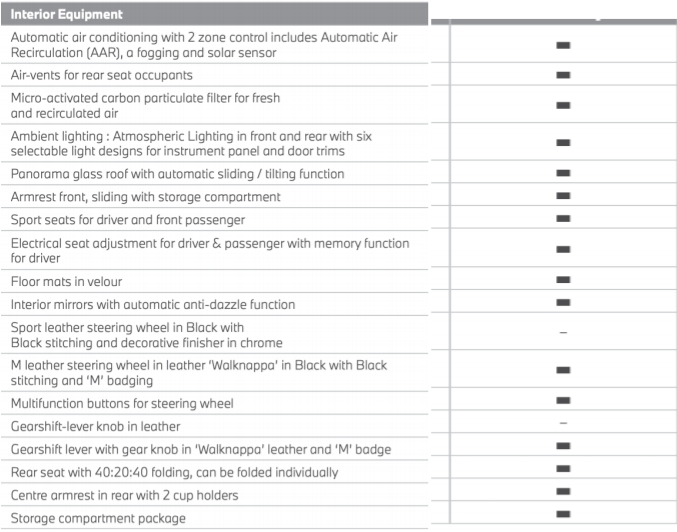 Interior Equipment
Automatic air conditioning with 2 zone control includes Automatic Air
Recirculation (AAR), a fogging and solar sensor
Air-vents for rear seat occupants
Micro-activated carbon particulate filter for fresh
and recirculated air
Ambient lighting : Atmospheric Lighting in front and rear with six
selectable light designs for instrument panel and door trims
Panorama glass roof with automatic sliding / tilting function
Armrest front, sliding with storage compartment
Sport seats for driver and front passenger
Electrical seat adjustment for driver & passenger with memory function
for driver
Floor mats in velour
Interior mirrors with automatic anti-dazzle function
Sport leather steering wheel in Black with
Black stitching and decorative finisher in chrome
–
M leather steering wheel in leather ‘Walknappa’ in Black with Black
stitching and ‘M’ badging
Multifunction buttons for steering wheel
Gearshift-lever knob in leather –
Gearshift lever with gear knob in ‘Walknappa’ leather and ‘M’ badge
Rear seat with 40:20:40 folding, can be folded individually
Centre armrest in rear with 2 cup holders
Storage compartment package